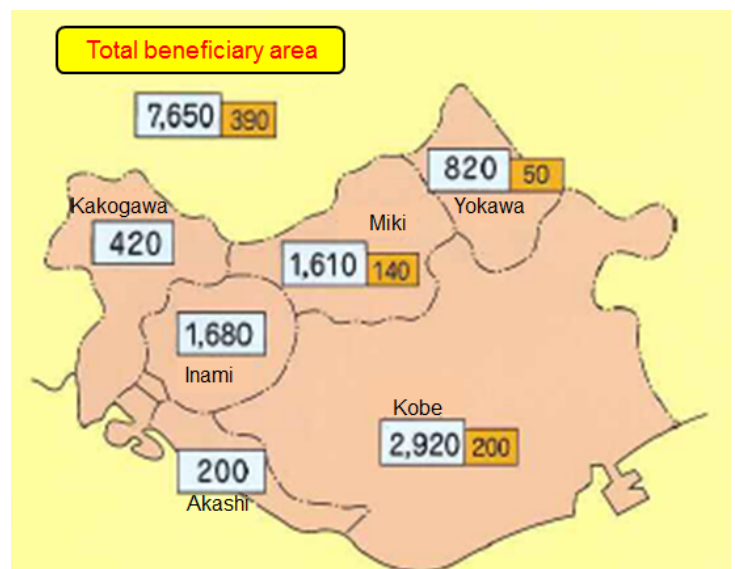 Total beneficiary area
7,650 390
820 50
Yokawa
Kakogawa
420
Miki
1,610 140
1,680
Inami
Kobe
2,920 200
200
Akashi